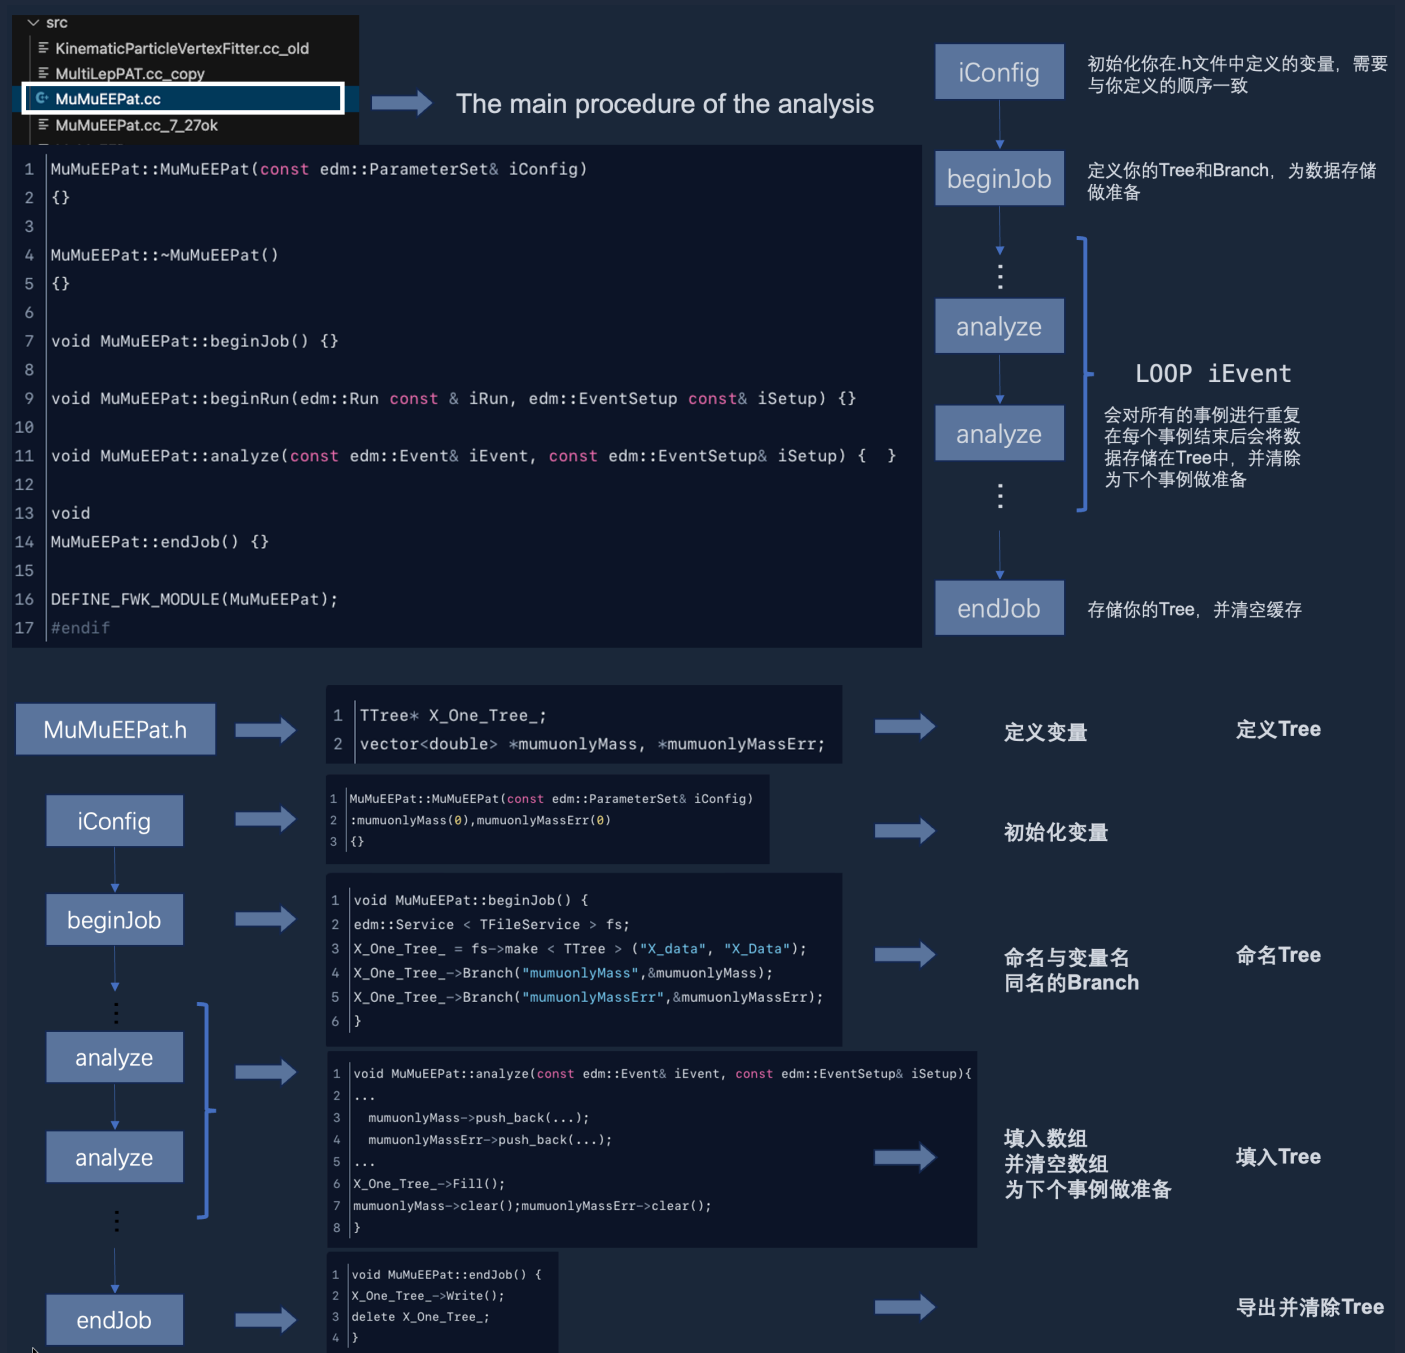 src
KinematicParticleVertexFitter.cc_old
MultiLepPAT.cc_copy
MuMuEEPat.cc
MuMuEEPat.cc_7_27ok
The main procedure of the analysis
1 MuMuEEPat::MuMuEEPat(const edm::ParameterSet& iConfig)
2 {}
3
4 MuMuEEPat::~MuMuEEPat()
5 {}
6
7 void MuMuEEPat::beginJob() {}
8
9 void MuMuEEPat::beginRun(edm::Run const & iRun, edm::EventSetup const& iSetup) {}
10
11 void MuMuEEPat::analyze(const edm::Event& iEvent, const edm::EventSetup& iSetup) {  }
12
13 void
14 MuMuEEPat::endJob() {}
15
16 DEFINE_FWK_MODULE(MuMuEEPat);
17 #endif
iConfig
初始化你在.h文件中定义的变量，需要
与你定义的顺序一致
beginJob
定义你的Tree和Branch，为数据存储
做准备
analyze
analyze
LOOP iEvent
会对所有的事例进行重复
在每个事例结束后会将数
据存储在Tree中，并清除
为下个事例做准备
endJob
存储你的Tree，并清空缓存
MuMuEEPat.h
1 TTree* X_One_Tree_;
2 vector<double> *mumuonlyMass, *mumuonlyMassErr;
定义变量
定义Tree
iConfig
1 MuMuEEPat::MuMuEEPat(const edm::ParameterSet& iConfig)
2 :mumuonlyMass(0),mumuonlyMassErr(0)
3 {}
初始化变量
beginJob
1 void MuMuEEPat::beginJob() {
2 edm::Service < TFileService > fs;
3 X_One_Tree_ = fs->make < TTree > ("X_data", "X_Data");
4 X_One_Tree_->Branch("mumuonlyMass",&mumuonlyMass);
5 X_One_Tree_->Branch("mumuonlyMassErr",&mumuonlyMassErr);
6 }
命名与变量名
同名的Branch
命名Tree
analyze
analyze
1 void MuMuEEPat::analyze(const edm::Event& iEvent, const edm::EventSetup& iSetup){
2 ...
3 mumuonlyMass->push_back(...);
4 mumuonlyMassErr->push_back(...);
5 ...
6 X_One_Tree_->Fill();
7 mumuonlyMass->clear();mumuonlyMassErr->clear();
8 }
填入数组
并清空数组
为下个事例做准备
填入Tree
endJob
1 void MuMuEEPat::endJob() {
2 X_One_Tree_->Write();
3 delete X_One_Tree_;
4 }
导出并清除Tree